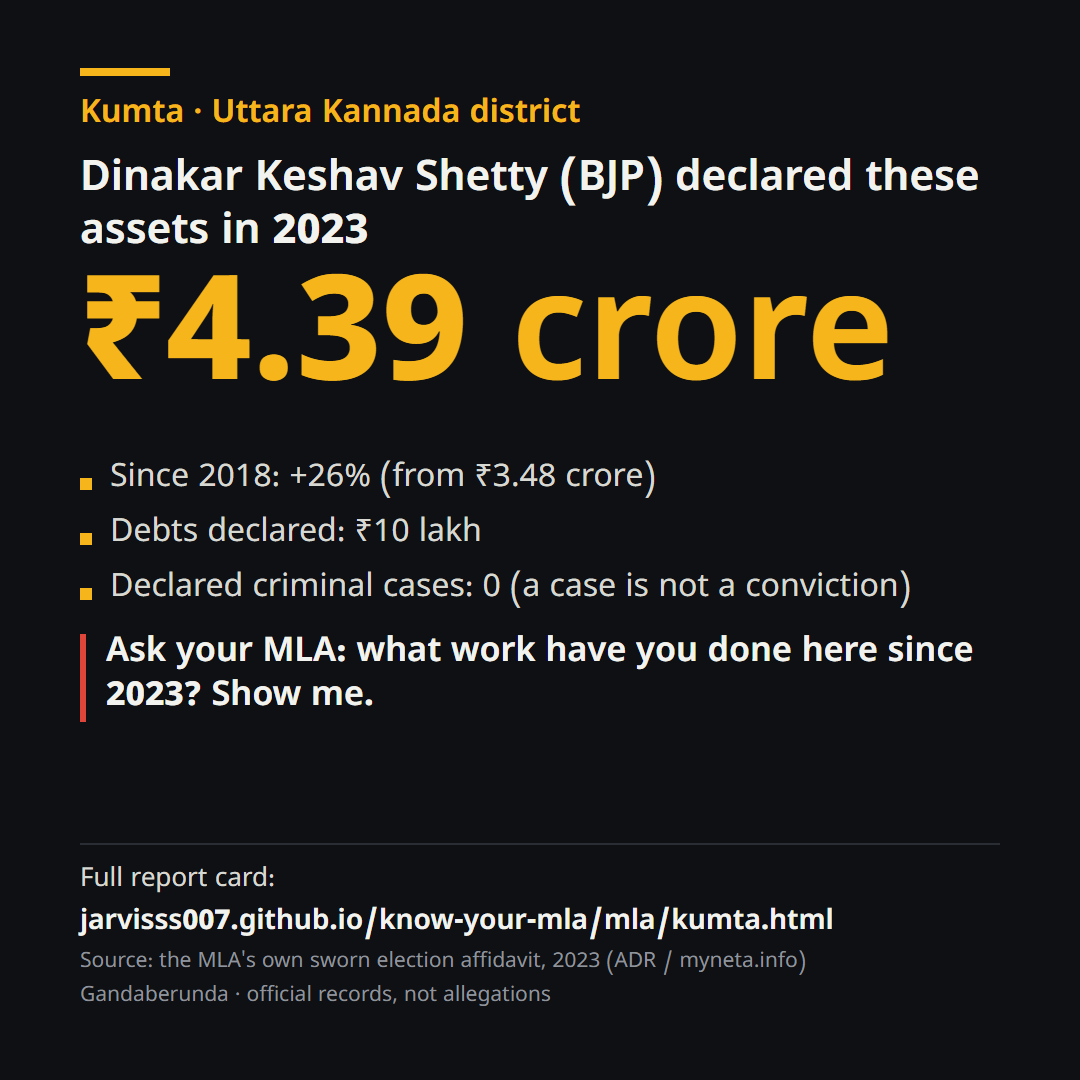 Kumta · Uttara Kannada district
Dinakar Keshav Shetty (BJP) declared these
assets in 2023
₹4.39 crore
Since 2018: +26% (from ₹3.48 crore)
Debts declared: ₹10 lakh
Declared criminal cases: 0 (a case is not a conviction)
Ask your MLA: what work have you done here since
2023? Show me.
Full report card:
jarvisss007.github.io/know-your-mla/mla/kumta.html
Source: the MLA's own sworn election affidavit, 2023 (ADR / myneta.info)
Gandaberunda · official records, not allegations